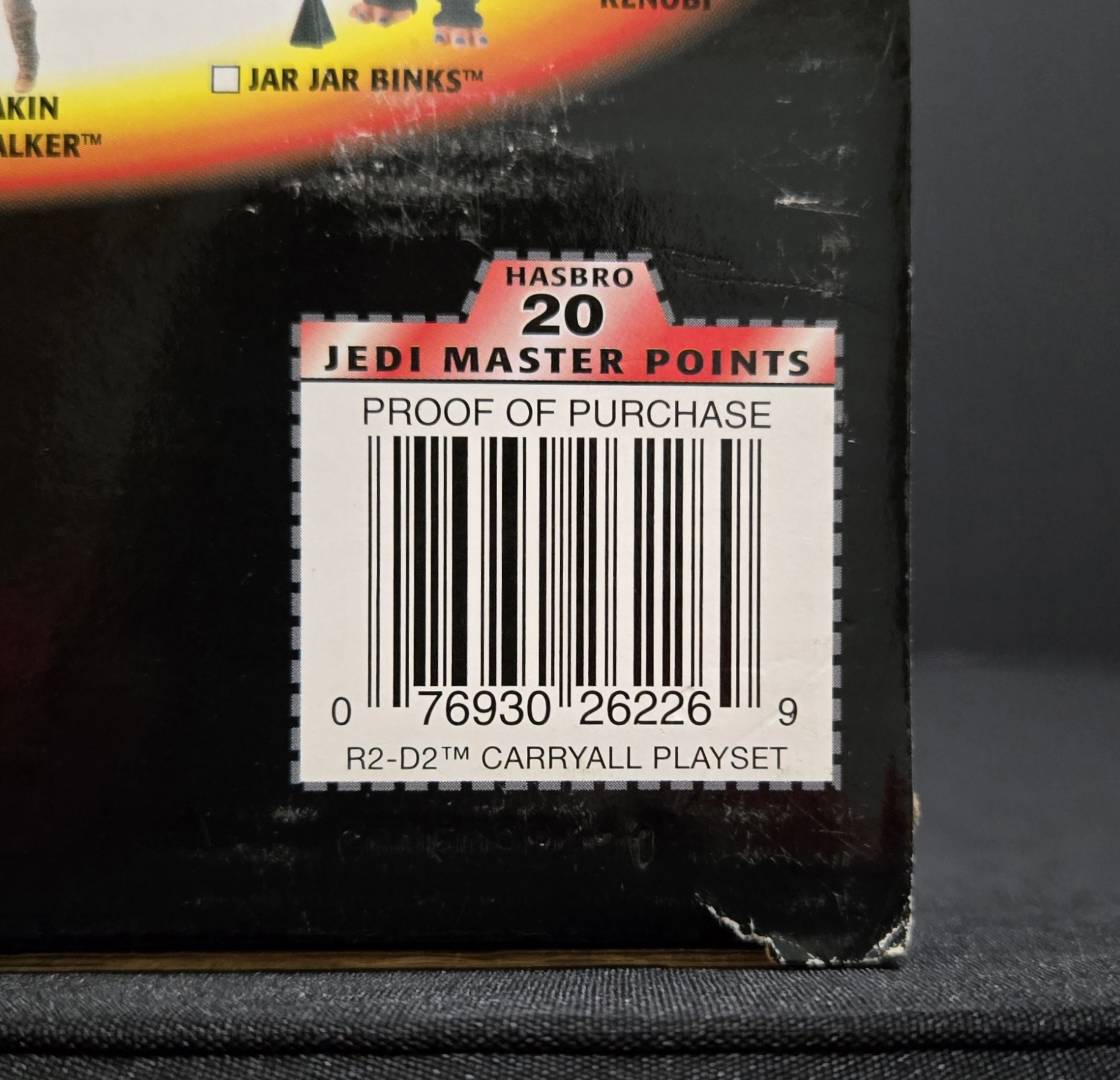 KENOBI
JAR JAR BINKS™
AKIN
ALKER™
HASBRO
20
JEDI MASTER POINTS
PROOF OF PURCHASE
0 76930 26226 9
R2-D2™ CARRYALL PLAYSET